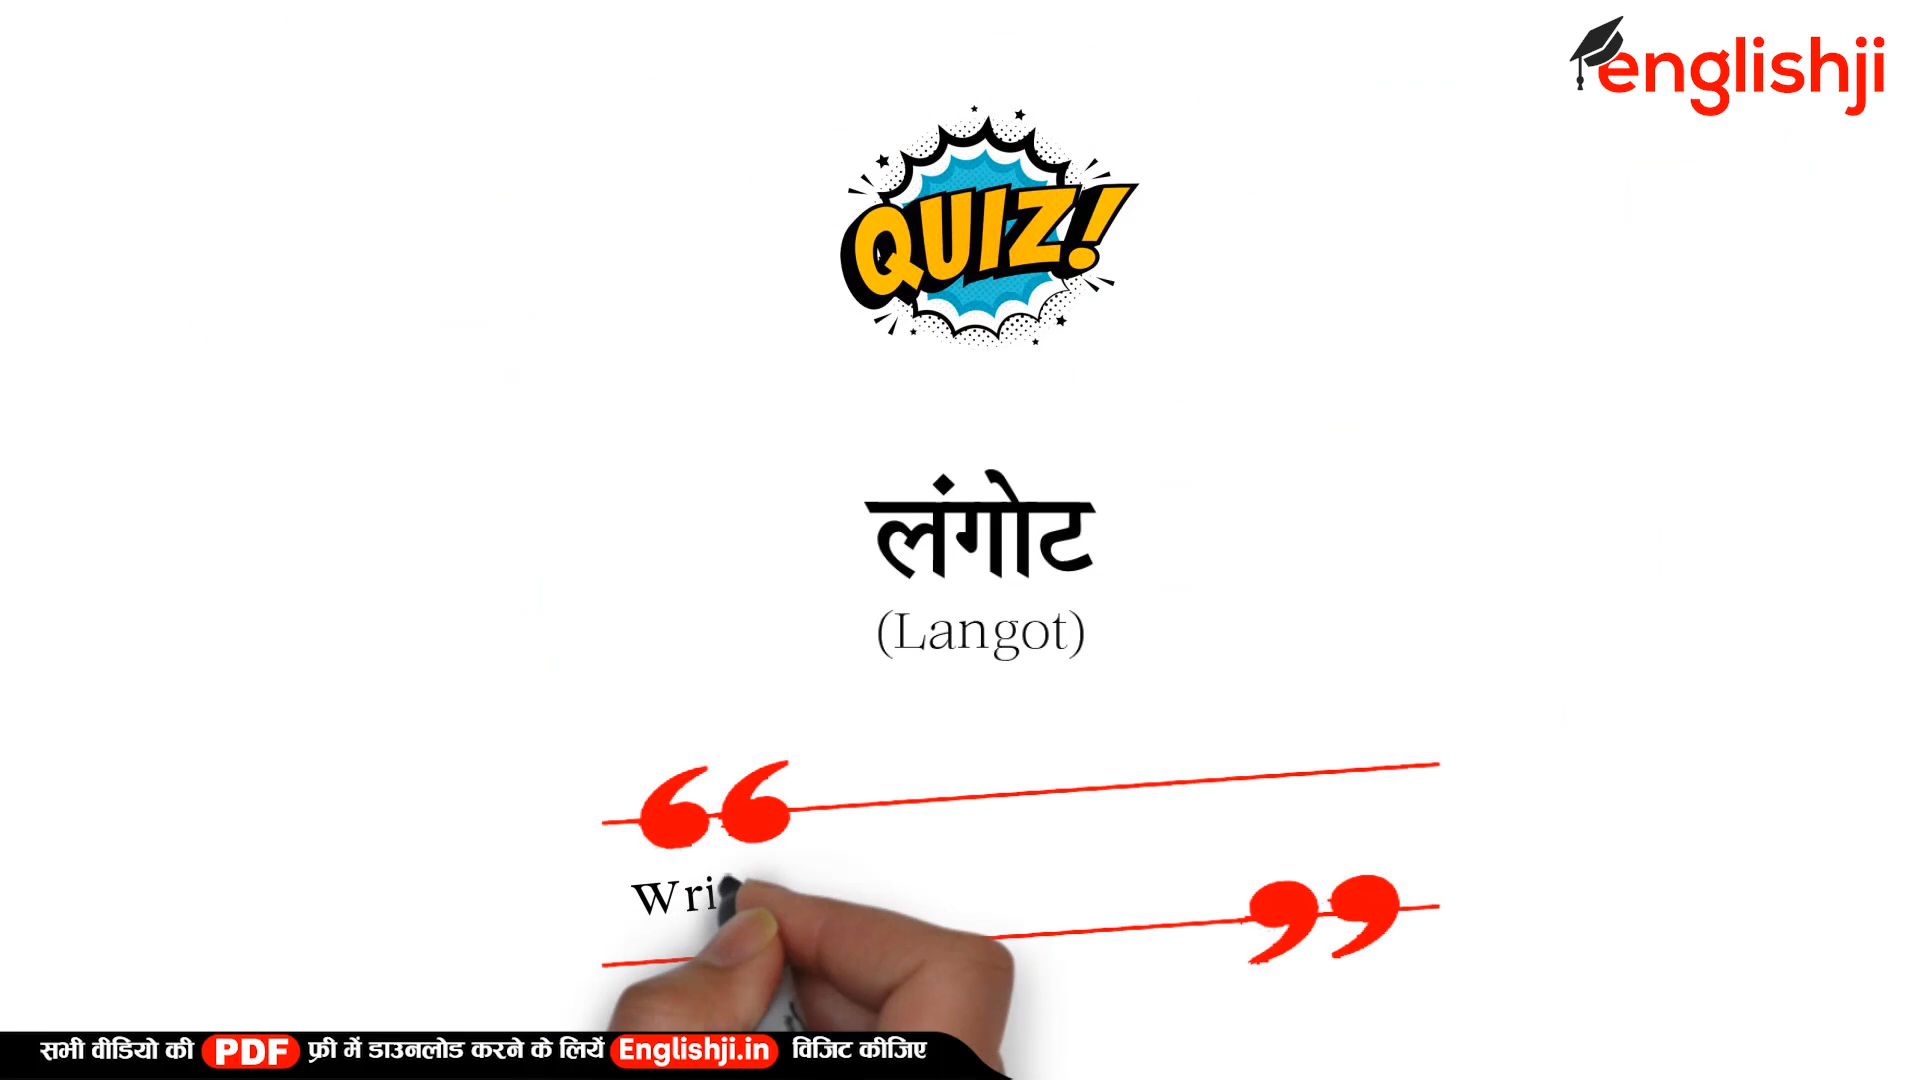 englishji
QUIZ!
लंगोट
(Langot)
“
Wri
”
सभी वीडियो की PDF फ्री में डाउनलोड करने के लियें Englishji.in विजिट कीजिए